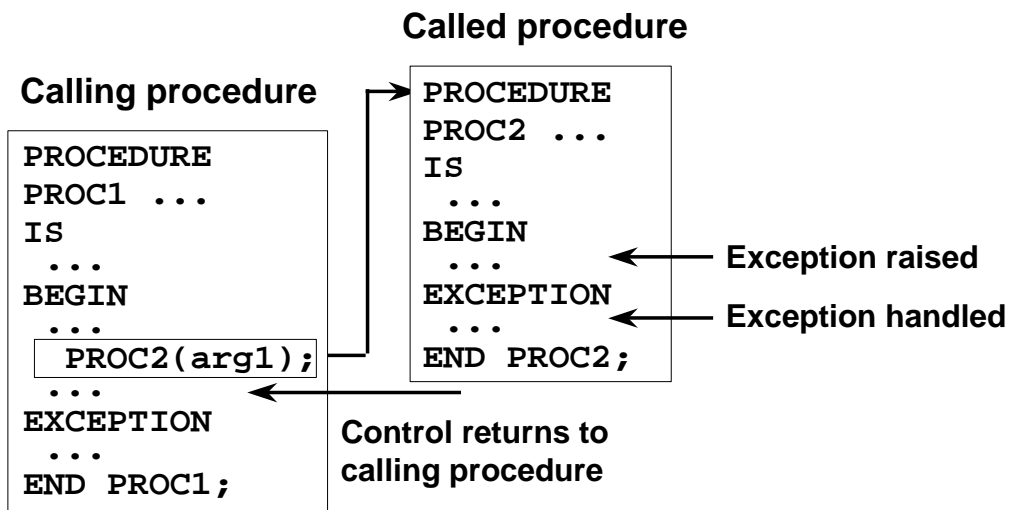 Called procedure
Calling procedure
PROCEDURE
PROC1 ...
IS
...
BEGIN
...
PROC2(arg1);
...
EXCEPTION
...
END PROC1;
PROCEDURE
PROC2 ...
IS
...
BEGIN
...
EXCEPTION
...
END PROC2;
Exception raised
Exception handled
Control returns to
calling procedure